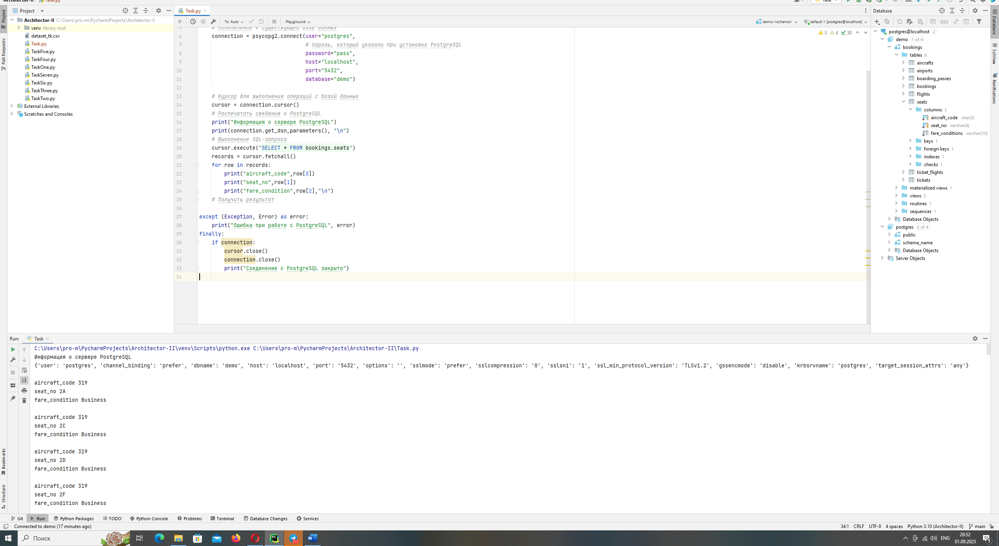 Architector-II Task.py
Task Git:
Project
Task.py
Database
Architector-II C:\Users\pro-m\PycharmProjects\Architector-II
venv library root
dataset_tk.csv
Task.py
TaskFive.py
TaskFour.py
TaskOne.py
TaskSeven.py
TaskSix.py
TaskThree.py
TaskTwo.py
External Libraries
Scratches and Consoles
Project
Pull Requests
Bookmarks
Structure
Tx: Auto
Playground
demo.<schema>
default 1 [postgres@localhost]
3 4 30
5 # Подключение к существующей базе данных
6 connection = psycopg2.connect(user="postgres",
7 # пароль, который указали при установке PostgreSQL
8 password="pass",
9 host="localhost",
10 port="5432",
11 database="demo")
12
13 # Курсор для выполнения операций с базой данных
14 cursor = connection.cursor()
15 # Распечатать сведения о PostgreSQL
16 print("Информация о сервере PostgreSQL")
17 print(connection.get_dsn_parameters(), "\n")
18 # Выполнение SQL-запроса
19 cursor.execute("SELECT * FROM bookings.seats")
20 records = cursor.fetchall()
21 for row in records:
22 print("aircraft_code",row[0])
23 print("seat_no",row[1])
24 print("fare_condition",row[2],"\n")
25 # Получить результат
26
27 except (Exception, Error) as error:
28 print("Ошибка при работе с PostgreSQL", error)
29 finally:
30 if connection:
31 cursor.close()
32 connection.close()
33 print("Соединение с PostgreSQL закрыто")
34
DDL
postgres@localhost 2
demo 1 of 4
bookings
tables 8
aircrafts
airports
boarding_passes
bookings
flights
seats
columns 3
aircraft_code char(3)
seat_no varchar(4)
fare_conditions varchar(10)
keys 1
foreign keys 1
indexes 1
checks 1
ticket_flights
tickets
materialized views 1
views 2
routines 1
sequences 1
Database Objects
postgres 2 of 4
public
schema_name
Database Objects
Server Objects
Database
SciView
Notifications
Run: Task
C:\Users\pro-m\PycharmProjects\Architector-II\venv\Scripts\python.exe C:\Users\pro-m\PycharmProjects\Architector-II\Task.py
Информация о сервере PostgreSQL
{'user': 'postgres', 'channel_binding': 'prefer', 'dbname': 'demo', 'host': 'localhost', 'port': '5432', 'options': '', 'sslmode': 'prefer', 'sslcompression': '0', 'sslsni': '1', 'ssl_min_protocol_version': 'TLSv1.2', 'gssencmode': 'disable', 'krbsrvname': 'postgres', 'target_session_attrs': 'any'}
aircraft_code 319
seat_no 2A
fare_condition Business
aircraft_code 319
seat_no 2C
fare_condition Business
aircraft_code 319
seat_no 2D
fare_condition Business
aircraft_code 319
seat_no 2F
fare_condition Business
Git Run Python Packages TODO Python Console Problems Terminal Database Changes Services
Connected to demo (17 minutes ago)
34:1 CRLF UTF-8 4 spaces Python 3.10 (Architector-II) main
Поиск
PC
117
ENG
20:52
01.09.2023
5